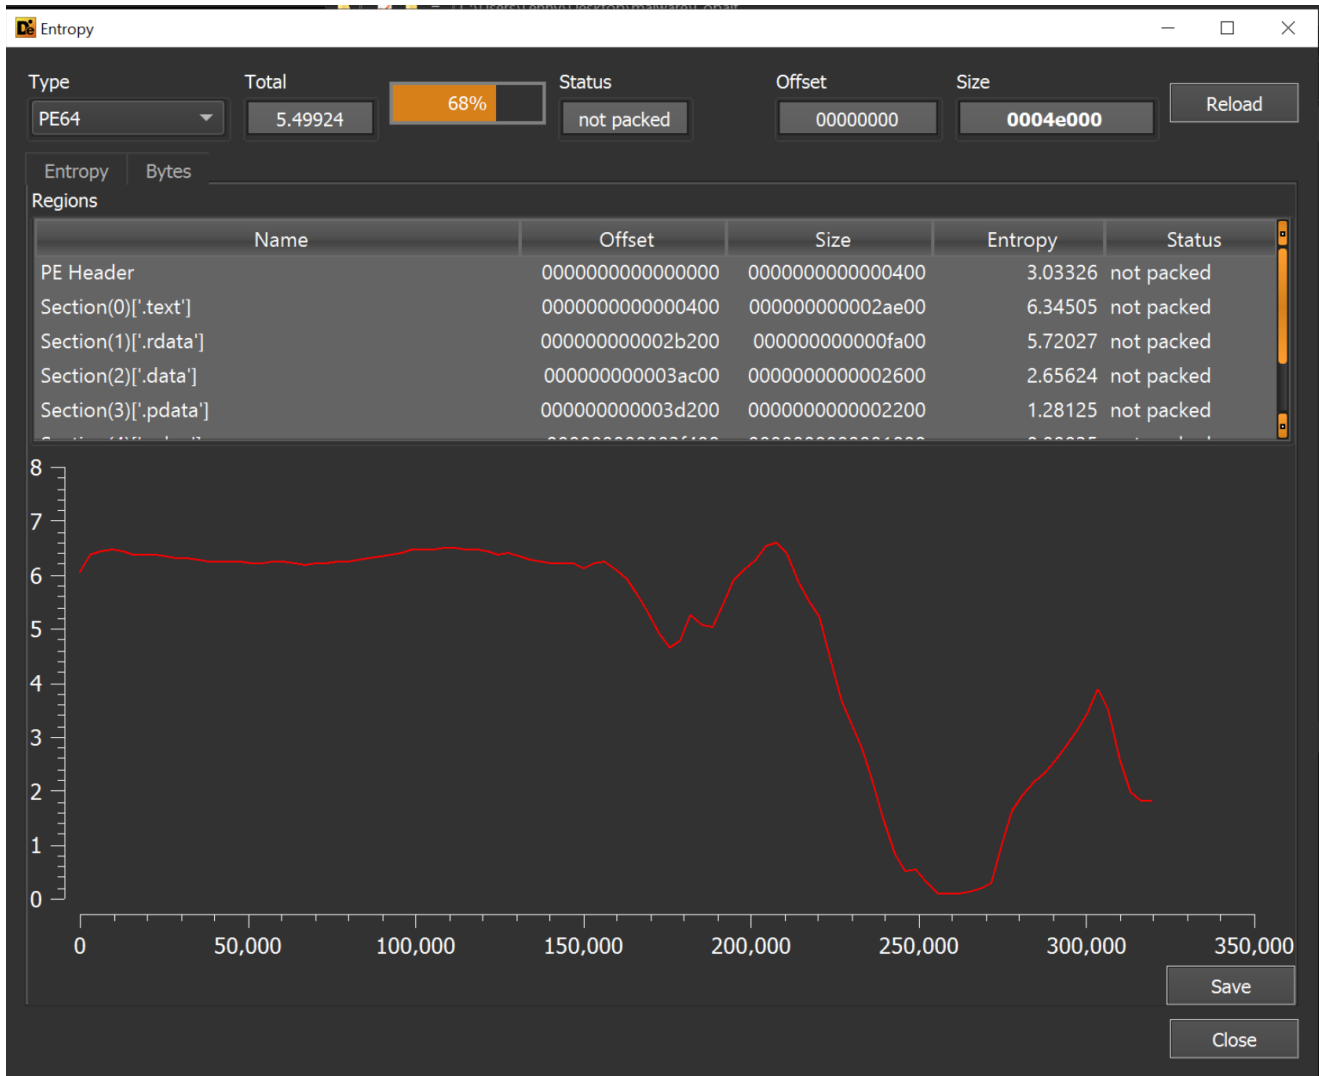 Entropy
Type Total Status Offset Size
PE64 5.49924 68% not packed 00000000 0004e000 Reload
Entropy Bytes
Regions
Name Offset Size Entropy Status
PE Header 0000000000000000 0000000000000400 3.03326 not packed
Section(0)['.text'] 0000000000000400 000000000002ae00 6.34505 not packed
Section(1)['.rdata'] 000000000002b200 000000000000fa00 5.72027 not packed
Section(2)['.data'] 000000000003ac00 0000000000002600 2.65624 not packed
Section(3)['.pdata'] 000000000003d200 0000000000002200 1.28125 not packed
8
7
6
5
4
3
2
1
0
0 50,000 100,000 150,000 200,000 250,000 300,000 350,000
Save
Close